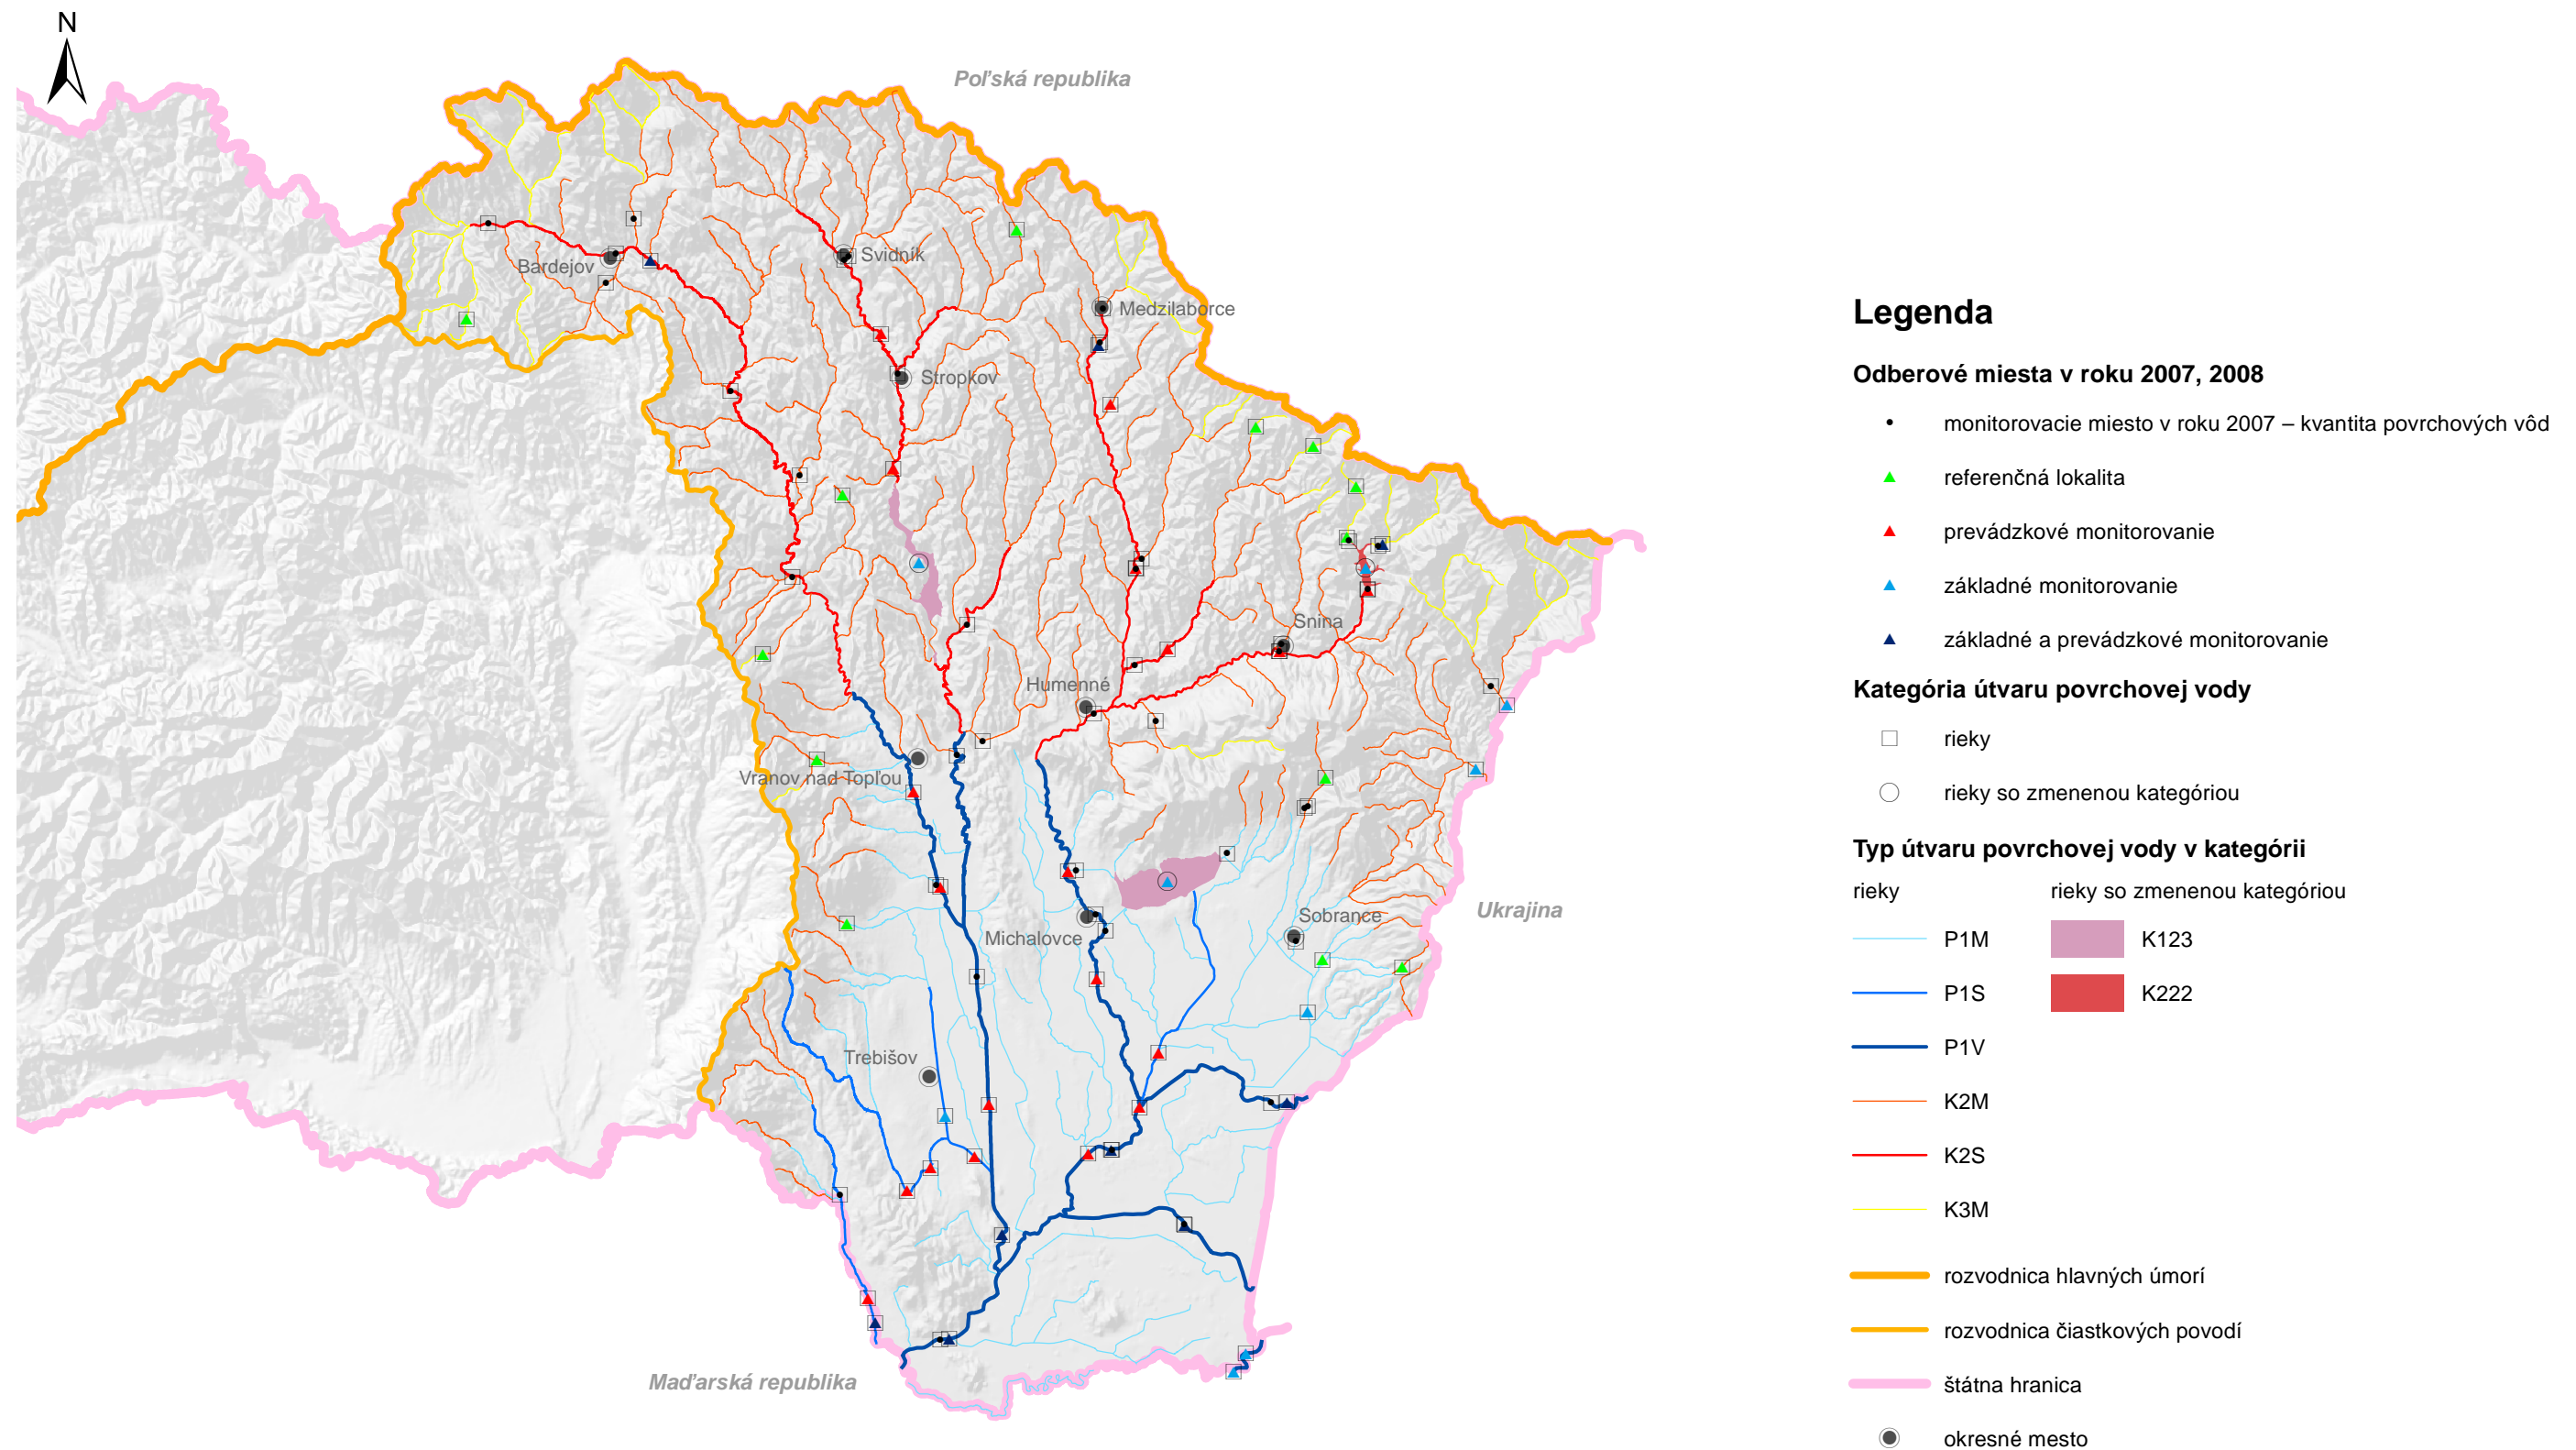 N
Poľská republika
Bardejov
Svidník
Medzilaborce
Stropkov
Snina
Humenné
Vranov nad Topľou
Michalovce
Sobrance
Ukrajina
Trebišov
Maďarská republika
Legenda
Odberové miesta v roku 2007, 2008
monitorovacie miesto v roku 2007 – kvantita povrchových vôd
referenčná lokalita
prevádzkové monitorovanie
základné monitorovanie
základné a prevádzkové monitorovanie
Kategória útvaru povrchovej vody
rieky
rieky so zmenenou kategóriou
Typ útvaru povrchovej vody v kategórii
rieky rieky so zmenenou kategóriou
P1M K123
P1S K222
P1V
K2M
K2S
K3M
rozvodnica hlavných úmorí
rozvodnica čiastkových povodí
štátna hranica
okresné mesto